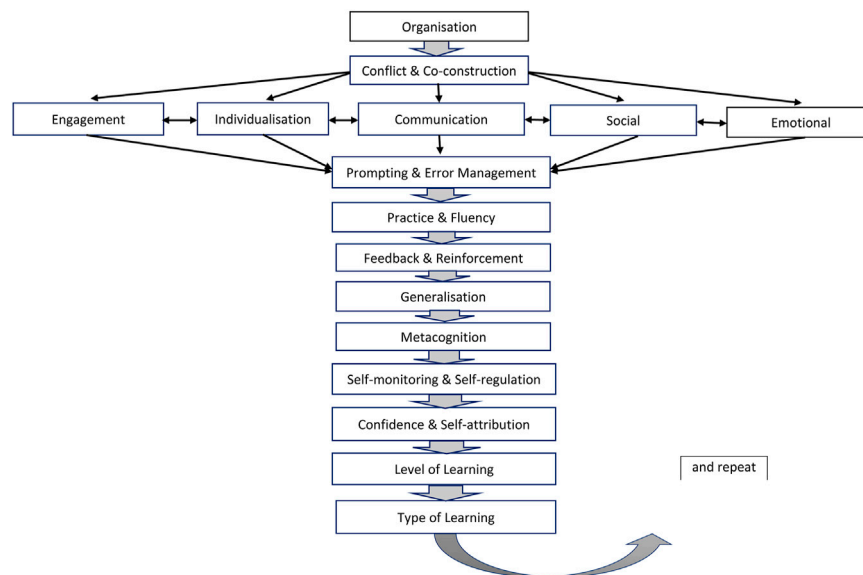 Organisation
Conflict & Co-construction
Engagement
Individualisation
Communication
Social
Emotional
Prompting & Error Management
Practice & Fluency
Feedback & Reinforcement
Generalisation
Metacognition
Self-monitoring & Self-regulation
Confidence & Self-attribution
Level of Learning
and repeat
Type of Learning